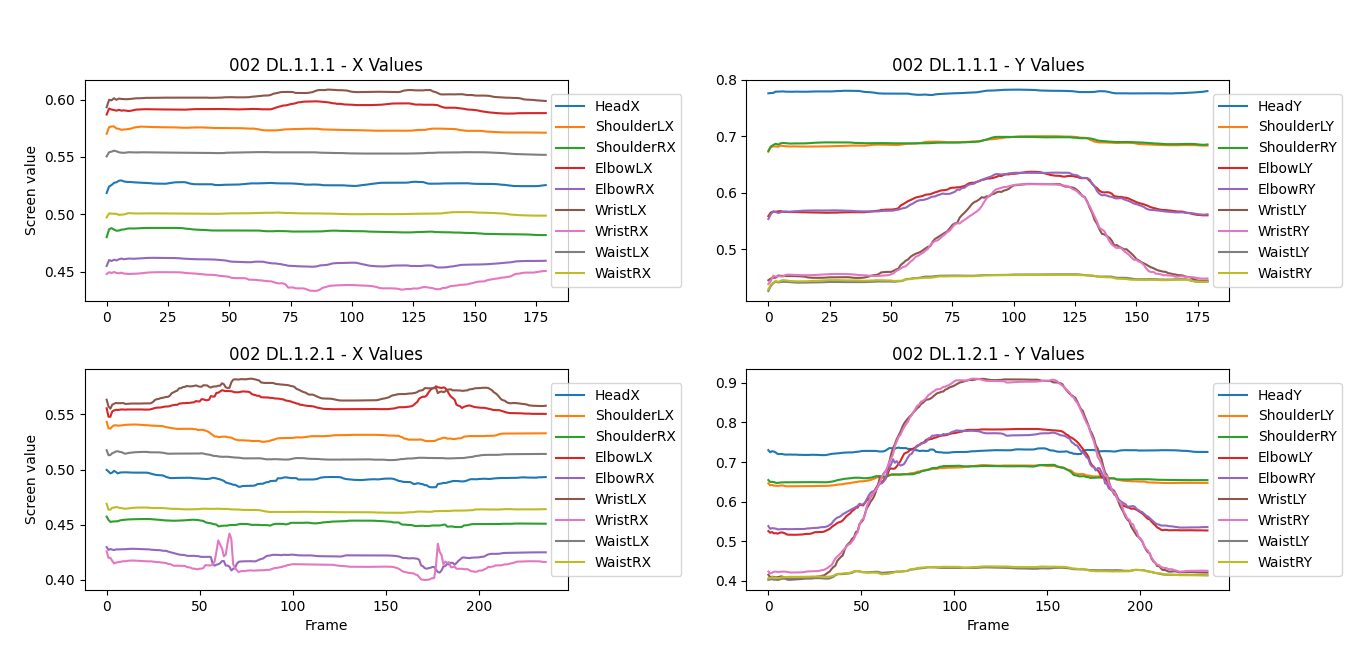 002 DL.1.1.1 - X Values
Screen value
0.60
0.55
0.50
0.45
0 25 50 75 100 125 150 175
HeadX
ShoulderLX
ShoulderRX
ElbowLX
ElbowRX
WristLX
WristRX
WaistLX
WaistRX
002 DL.1.1.1 - Y Values
0.8
0.7
0.6
0.5
0 25 50 75 100 125 150 175
HeadY
ShoulderLY
ShoulderRY
ElbowLY
ElbowRY
WristLY
WristRY
WaistLY
WaistRY
002 DL.1.2.1 - X Values
Screen value
0.55
0.50
0.45
0.40
0 50 100 150 200
Frame
HeadX
ShoulderLX
ShoulderRX
ElbowLX
ElbowRX
WristLX
WristRX
WaistLX
WaistRX
002 DL.1.2.1 - Y Values
0.9
0.8
0.7
0.6
0.5
0.4
0 50 100 150 200
Frame
HeadY
ShoulderLY
ShoulderRY
ElbowLY
ElbowRY
WristLY
WristRY
WaistLY
WaistRY